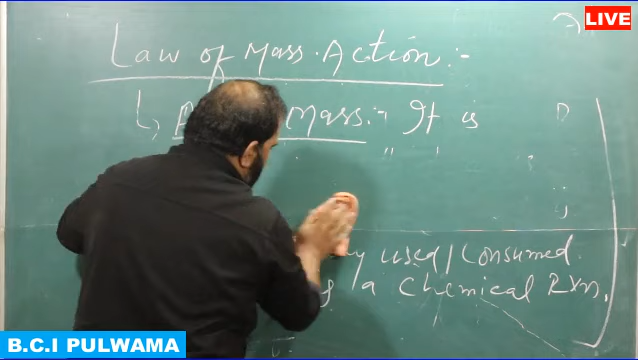 LIVE
Law of Mass Action :-
Mass :- It is
used/Consumed
a Chemical Rxn.
B.C.I PULWAMA